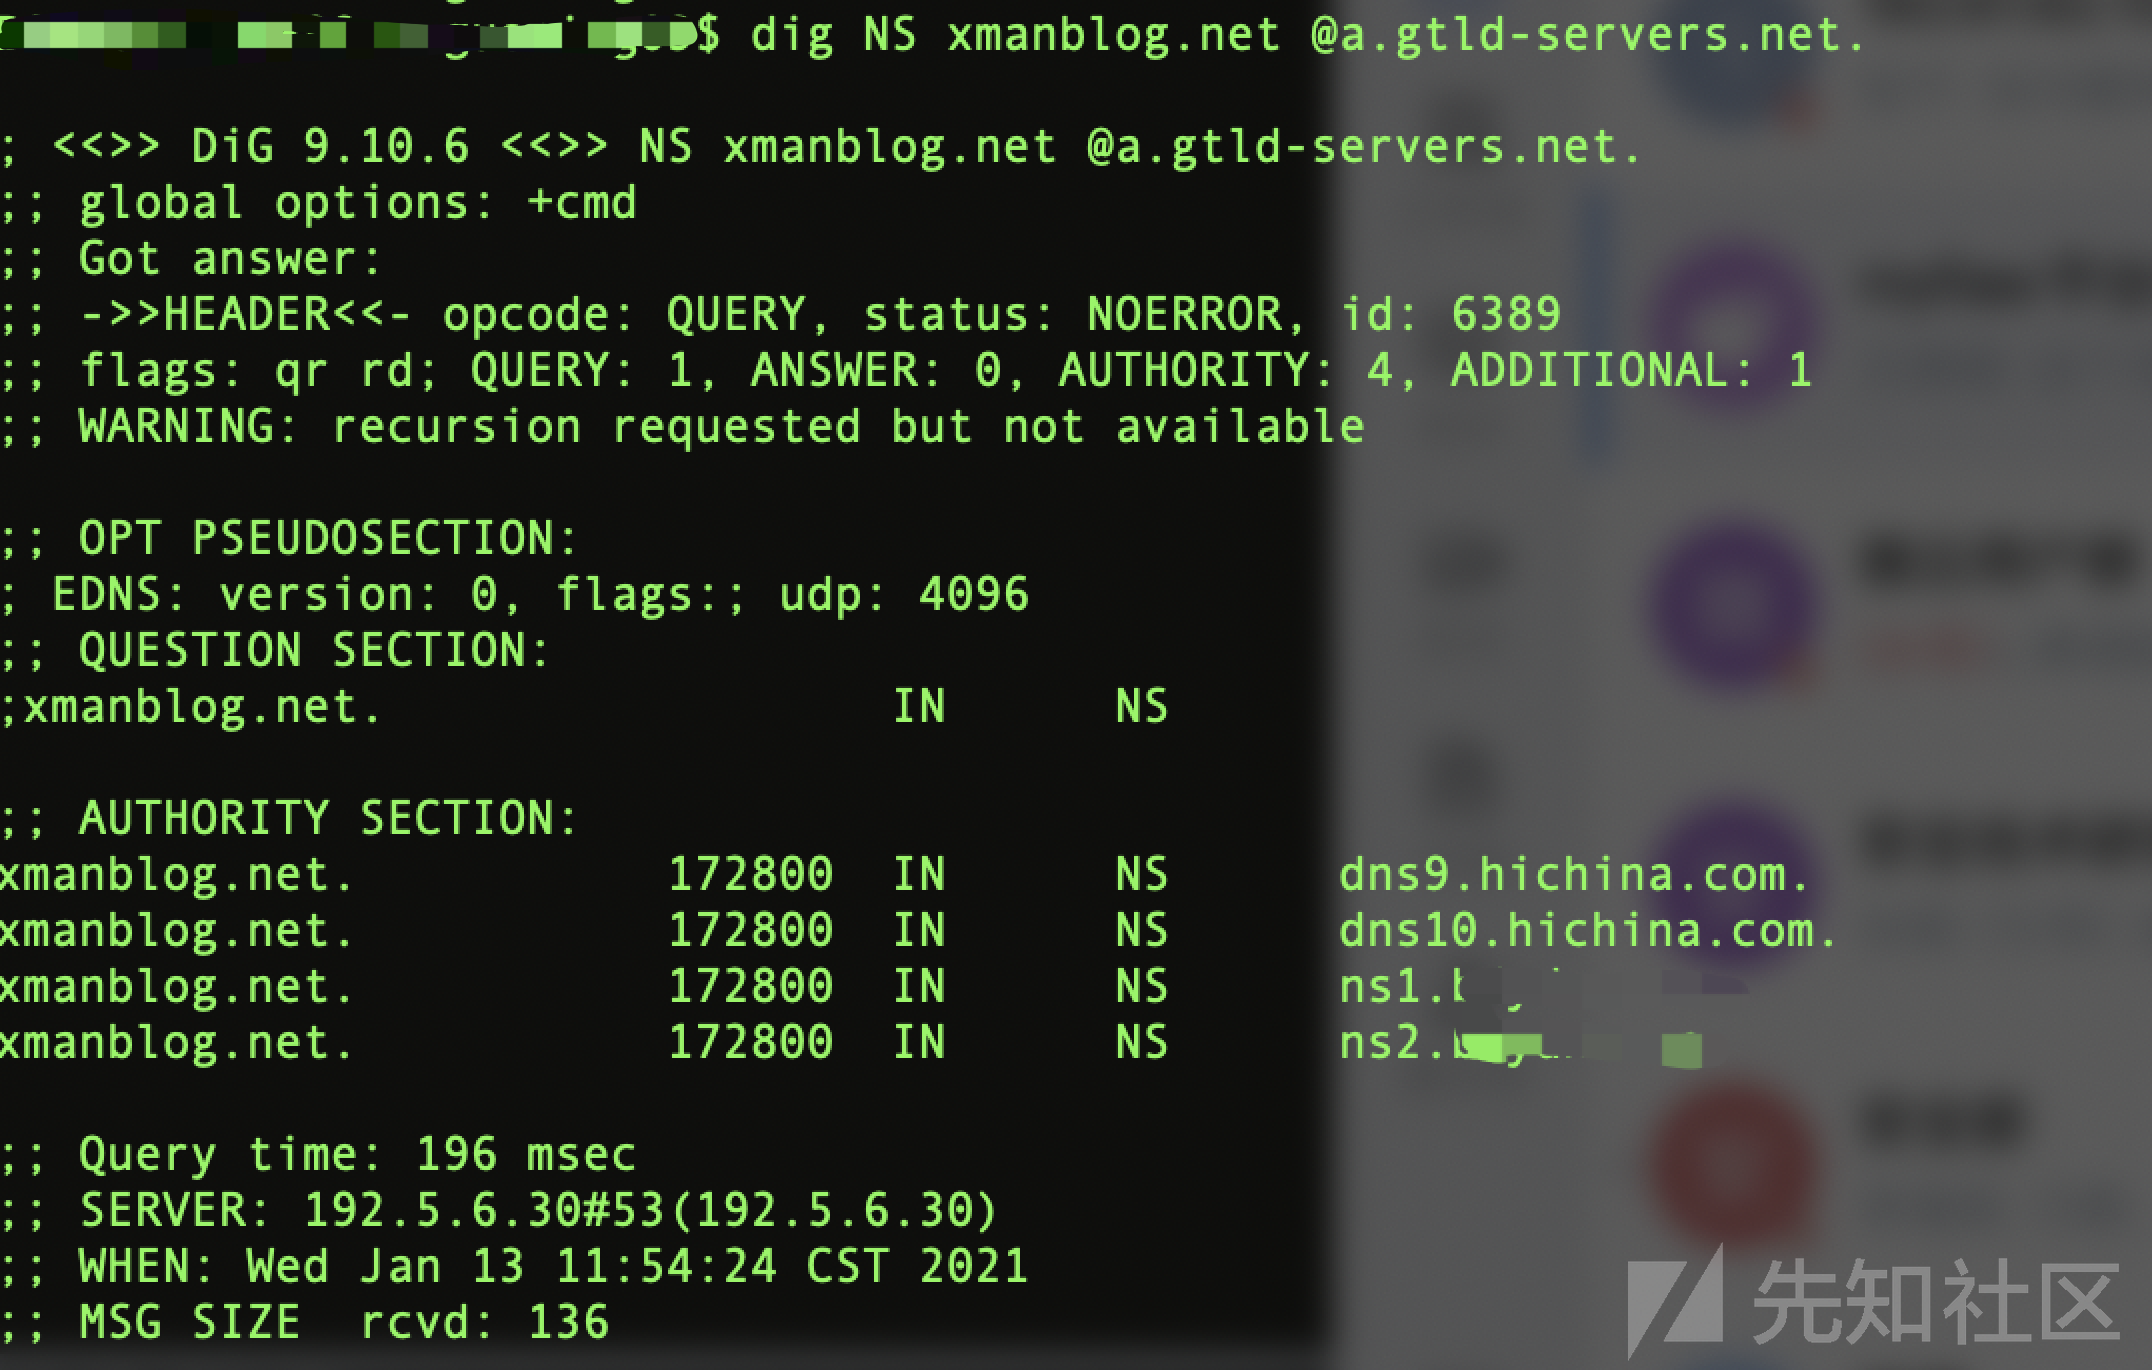 $ dig NS xmanblog.net @a.gtld-servers.net.
; <<>> DiG 9.10.6 <<>> NS xmanblog.net @a.gtld-servers.net.
;; global options: +cmd
;; Got answer:
;; ->>HEADER<<- opcode: QUERY, status: NOERROR, id: 6389
;; flags: qr rd; QUERY: 1, ANSWER: 0, AUTHORITY: 4, ADDITIONAL: 1
;; WARNING: recursion requested but not available
;; OPT PSEUDOSECTION:
; EDNS: version: 0, flags:; udp: 4096
;; QUESTION SECTION:
;xmanblog.net. IN NS
;; AUTHORITY SECTION:
xmanblog.net. 172800 IN NS dns9.hichina.com.
xmanblog.net. 172800 IN NS dns10.hichina.com.
xmanblog.net. 172800 IN NS ns1.
xmanblog.net. 172800 IN NS ns2.
;; Query time: 196 msec
;; SERVER: 192.5.6.30#53(192.5.6.30)
;; WHEN: Wed Jan 13 11:54:24 CST 2021
;; MSG SIZE rcvd: 136
先知社区